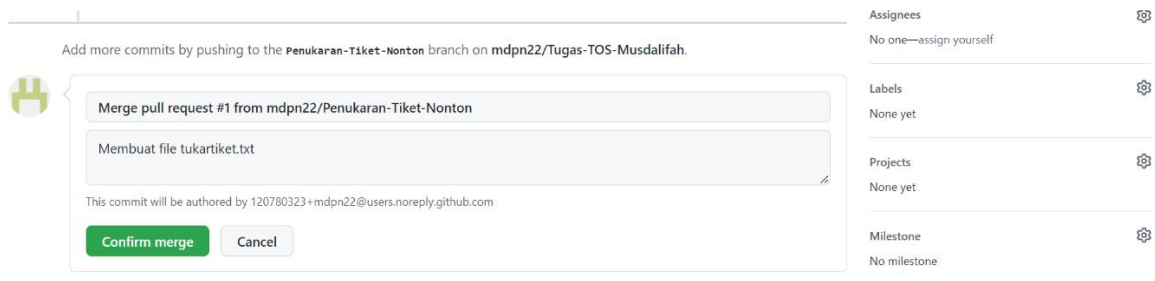 Add more commits by pushing to the Penukaran-Tiket-Nonton branch on mdpn22/Tugas-TOS-Musdalifah.
Merge pull request #1 from mdpn22/Penukaran-Tiket-Nonton
Membuat file tukartiket.txt
This commit will be authored by 120780323+mdpn22@users.noreply.github.com
Confirm merge
Cancel
Assignees
No one—assign yourself
Labels
None yet
Projects
None yet
Milestone
No milestone